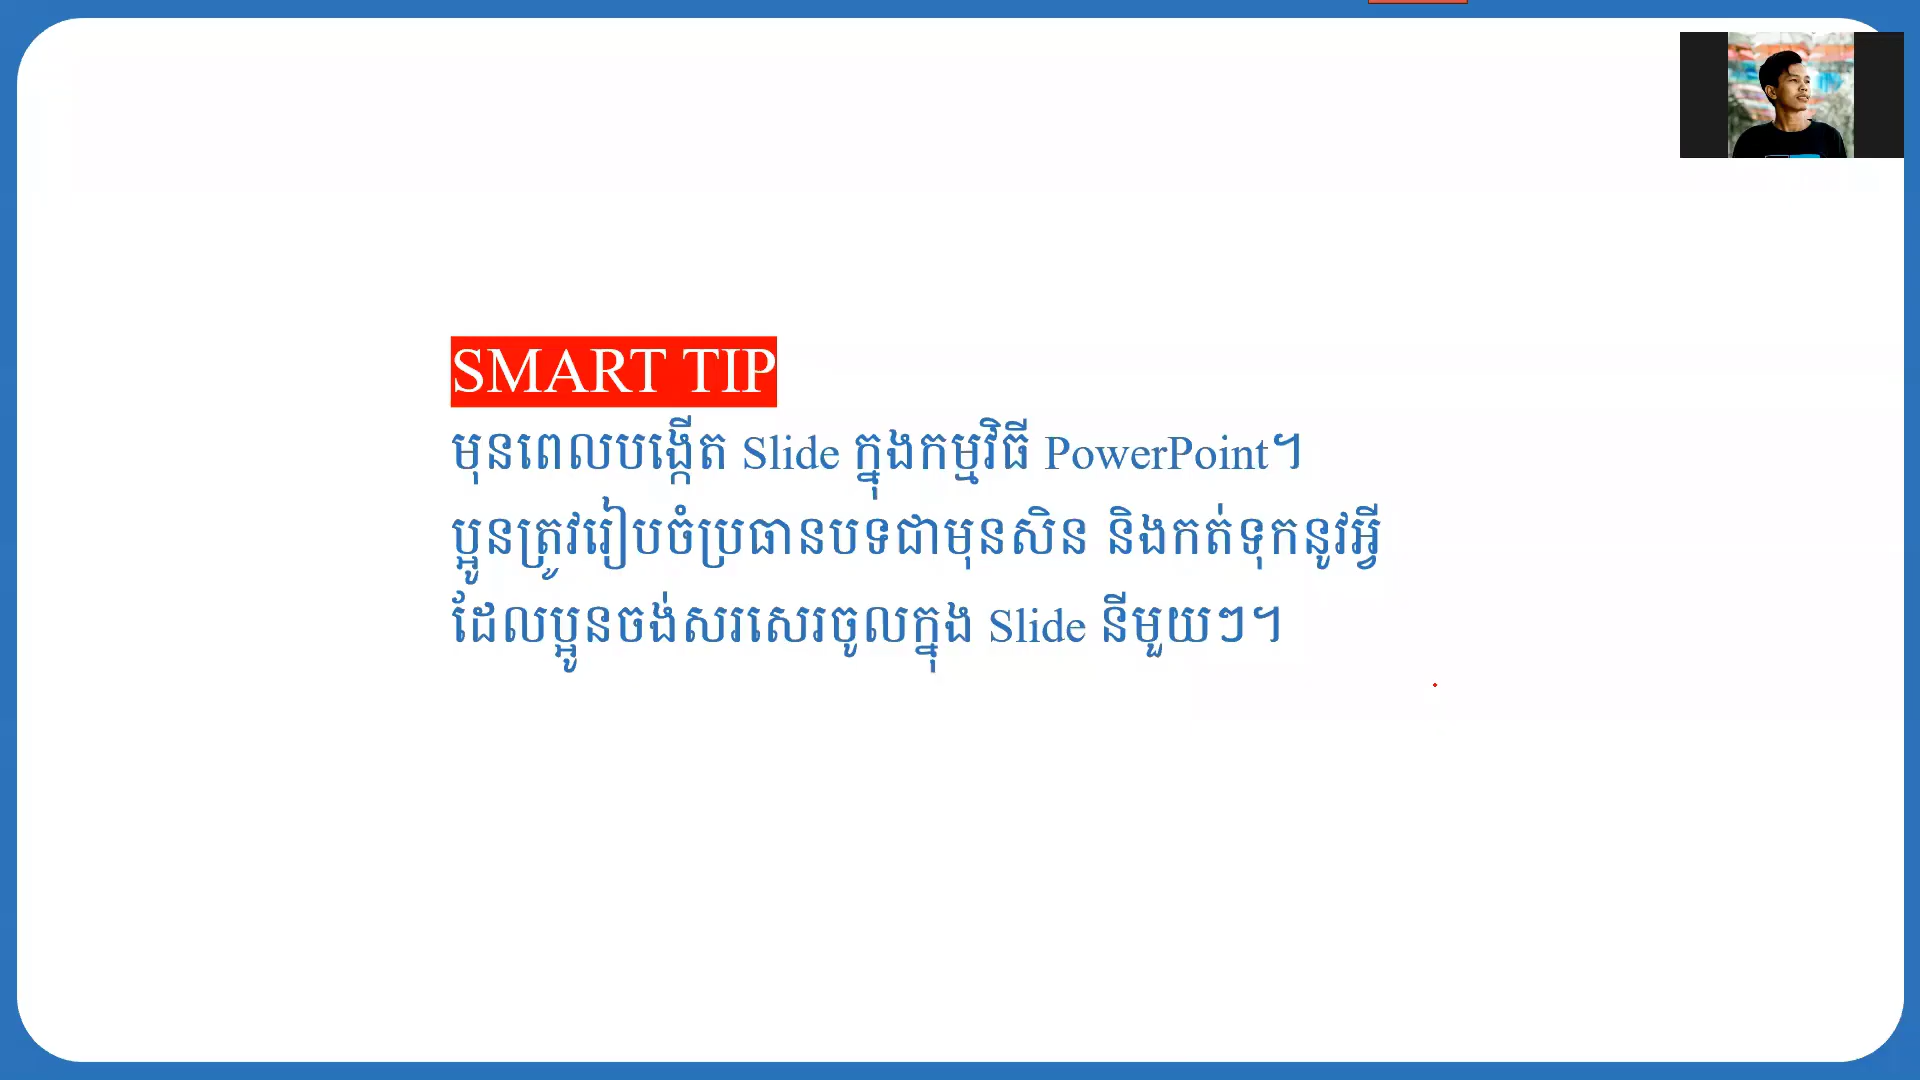 SMART TIP
មុនពេលបង្កើត Slide ក្នុងកម្មវិធី PowerPoint។
ប្អូនត្រូវរៀបចំប្រធានបទជាមុនសិន និងកត់ទុកនូវអ្វី
ដែលប្អូនចង់សរសេរចូលក្នុង Slide នីមួយៗ។